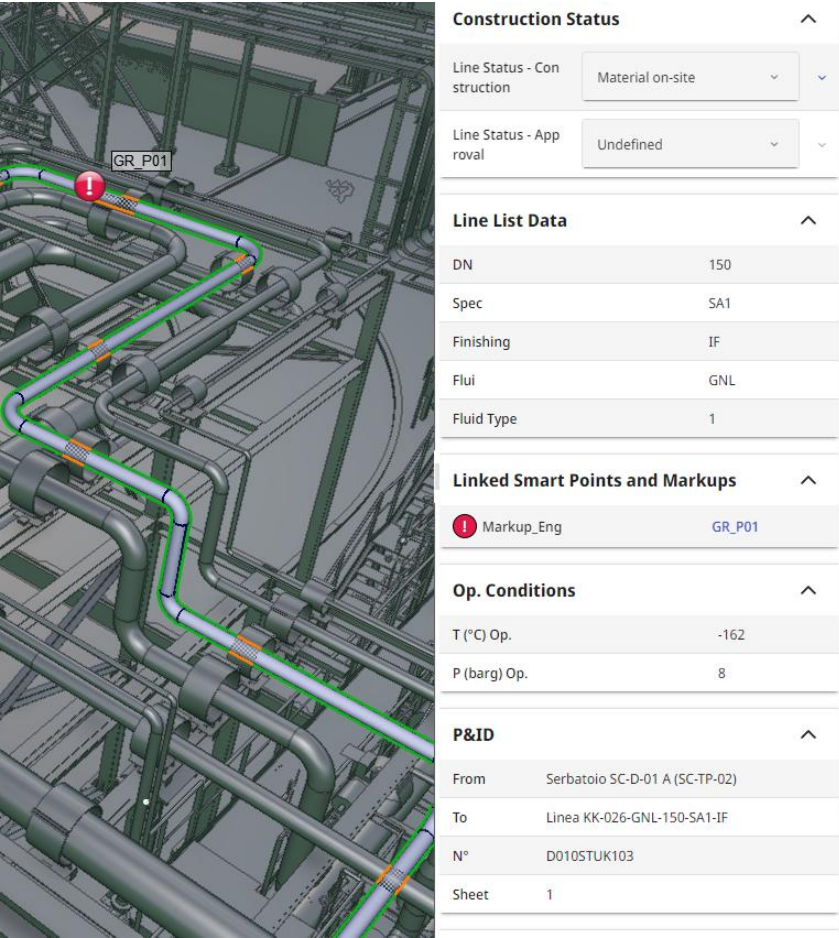 GR_P01
Construction Status
Line Status - Con
struction
Material on-site
Line Status - App
roval
Undefined
Line List Data
DN 150
Spec SA1
Finishing IF
Flui GNL
Fluid Type 1
Linked Smart Points and Markups
! Markup_Eng GR_P01
Op. Conditions
T (°C) Op. -162
P (barg) Op. 8
P&ID
From Serbatoio SC-D-01 A (SC-TP-02)
To Linea KK-026-GNL-150-SA1-IF
N° D010STUK103
Sheet 1